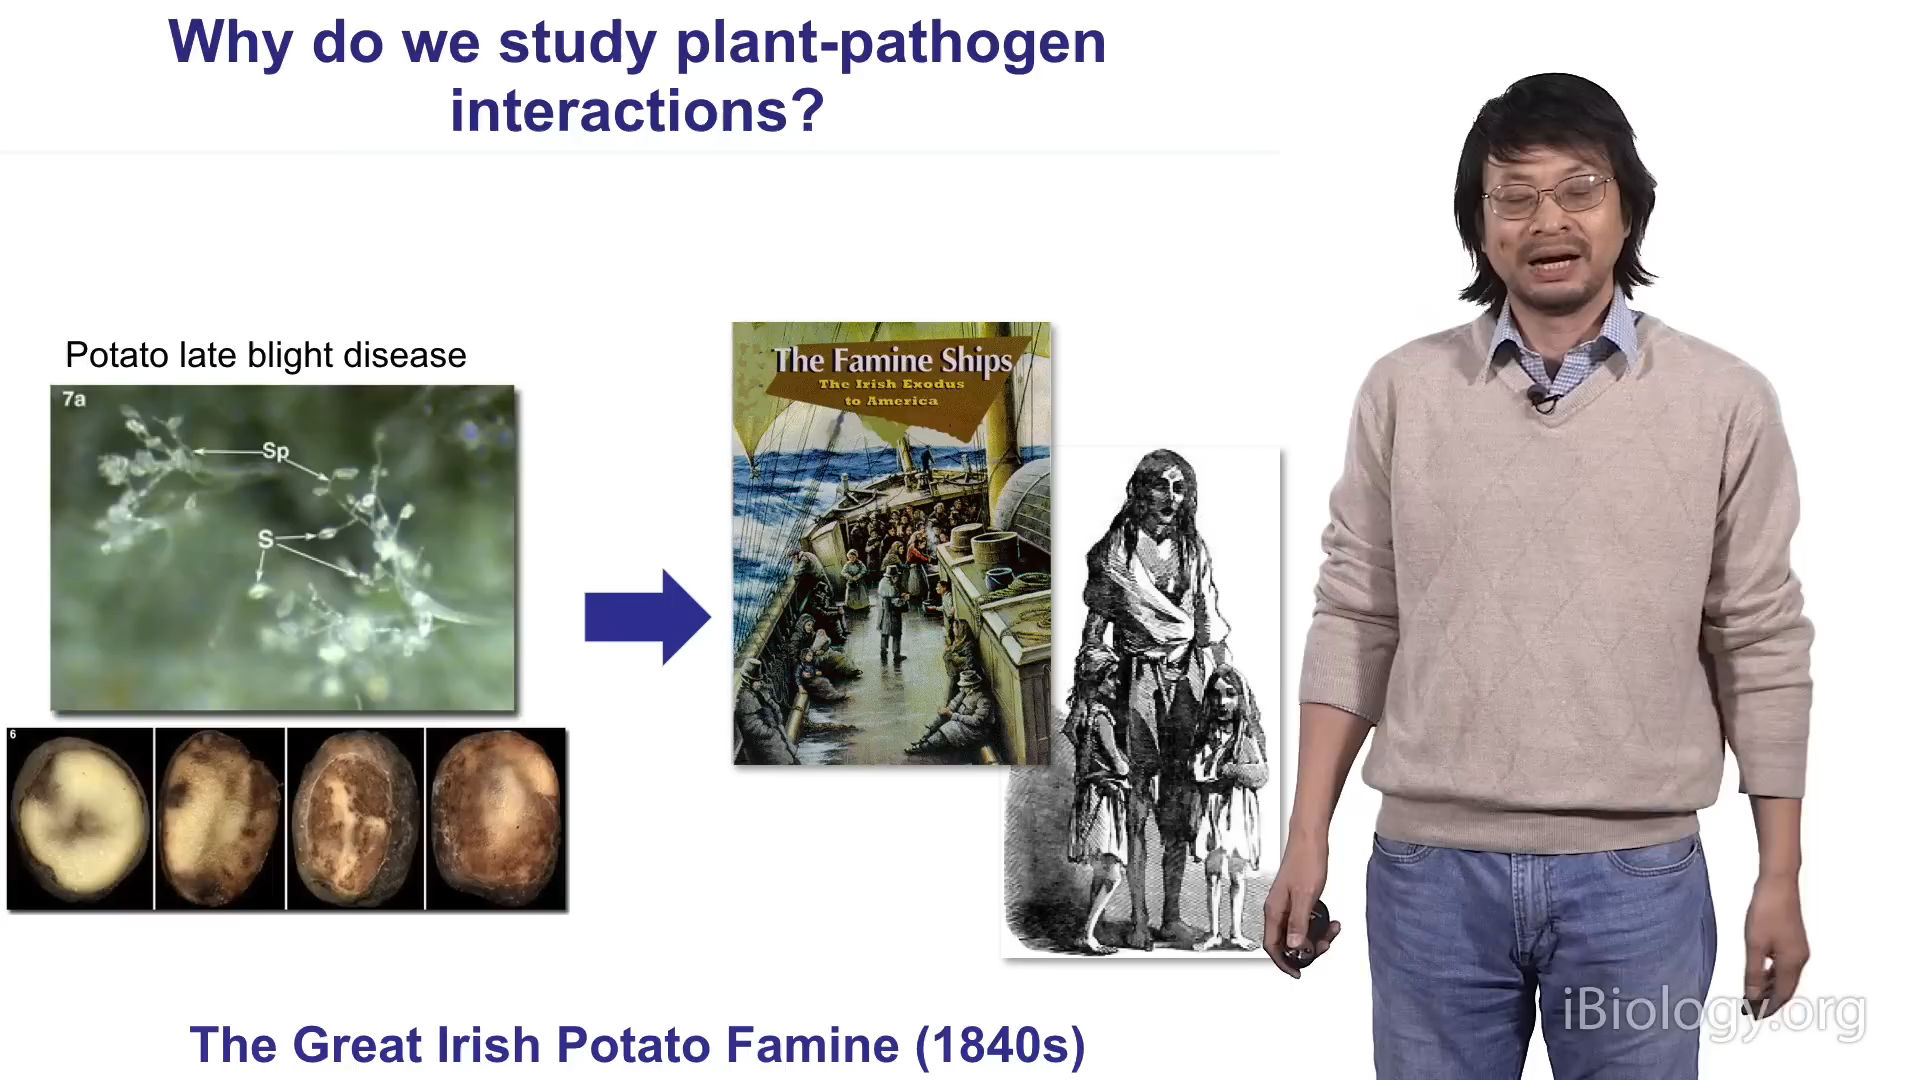 Why do we study plant-pathogen
interactions?
Potato late blight disease
7a
Sp
S
6
The Famine Ships
The Irish Exodus
to America
The Great Irish Potato Famine (1840s)
iBiology.org